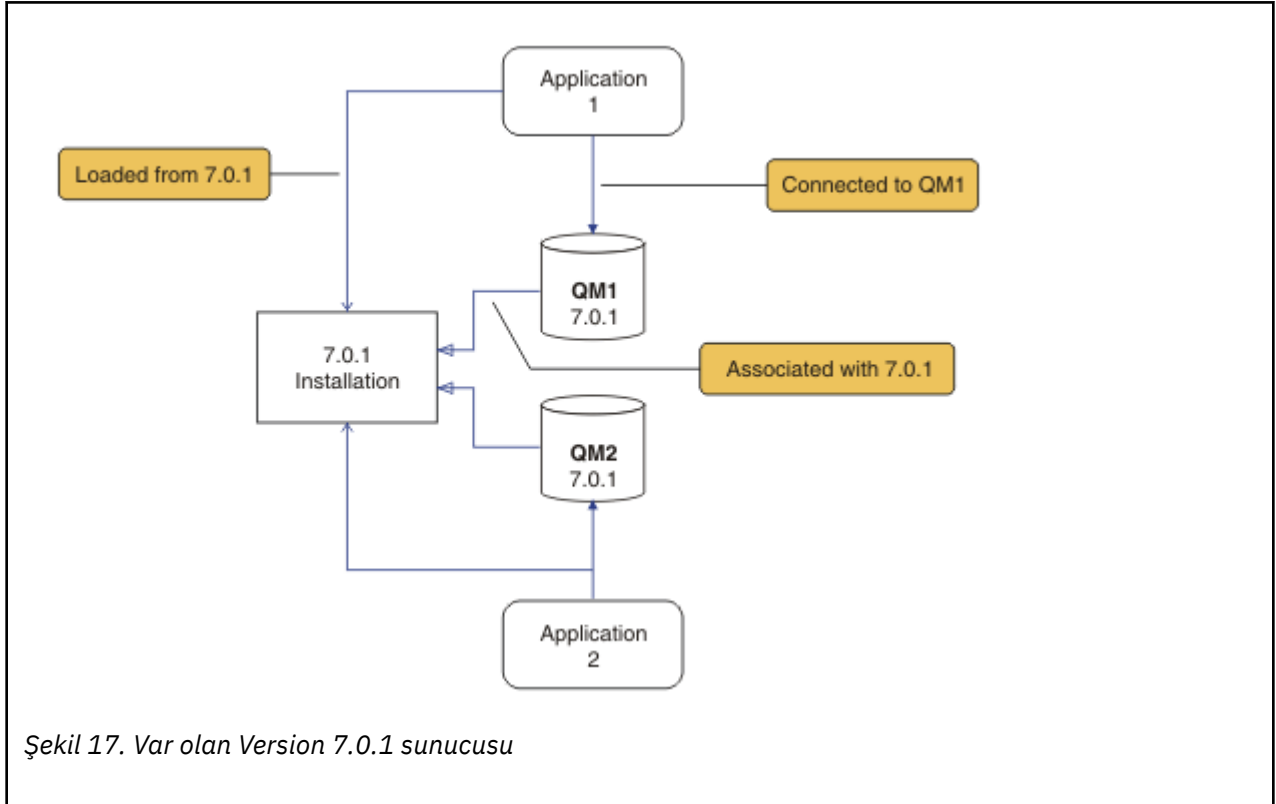 Application
1
Loaded from 7.0.1
Connected to QM1
QM1
7.0.1
7.0.1
Installation
Associated with 7.0.1
QM2
7.0.1
Application
2
Şekil 17. Var olan Version 7.0.1 sunucusu